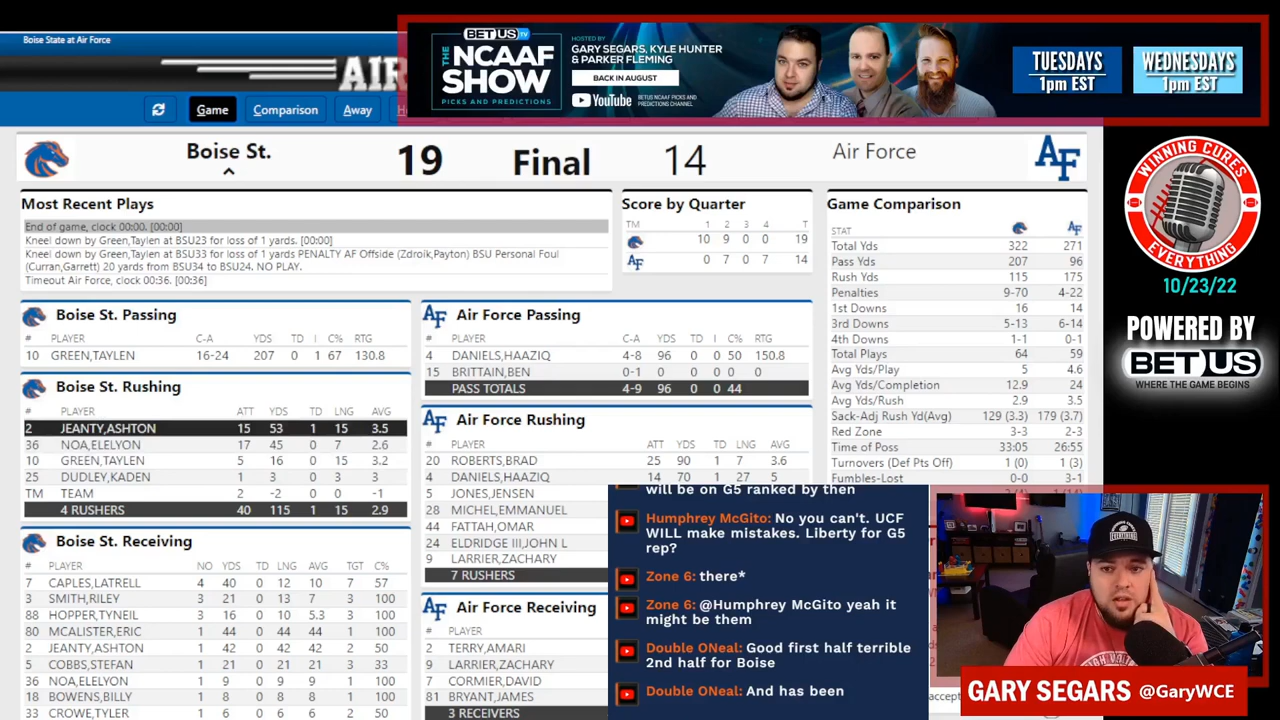 Boise State at Air Force
AIR
Game Comparison Away
BETUS TV
THE NCAAF SHOW
PICKS AND PREDICTIONS
HOSTED BY
GARY SEGARS, KYLE HUNTER
& PARKER FLEMING
BACK IN AUGUST
YouTube BETUS NCAAF PICKS AND PREDICTIONS CHANNEL
TUESDAYS
1pm EST
WEDNESDAYS
1pm EST
Boise St. 19 Final 14 Air Force
AF
Most Recent Plays
End of game, clock 00:00. [00:00]
Kneel down by Green,Taylen at BSU23 for loss of 1 yards. [00:00]
Kneel down by Green,Taylen at BSU33 for loss of 1 yards PENALTY AF Offside (Zdroik,Payton) BSU Personal Foul
(Curran,Garrett) 20 yards from BSU34 to BSU24. NO PLAY.
Timeout Air Force, clock 00:36. [00:36]
Score by Quarter
TM 1 2 3 4 T
10 9 0 0 19
AF 0 7 0 7 14
Game Comparison
STAT AF
Total Yds 322 271
Pass Yds 207 96
Rush Yds 115 175
Penalties 9-70 4-22
1st Downs 16 14
3rd Downs 5-13 6-14
4th Downs 1-1 0-1
Total Plays 64 59
Avg Yds/Play 5 4.6
Avg Yds/Completion 12.9 24
Avg Yds/Rush 2.9 3.5
Sack-Adj Rush Yd(Avg) 129 (3.3) 179 (3.7)
Red Zone 3-3 2-3
Time of Poss 33:05 26:55
Turnovers (Def Pts Off) 1 (0) 1 (3)
Fumbles-Lost 0-0 3-1
Boise St. Passing
# PLAYER C-A YDS TD I C% RTG
10 GREEN,TAYLEN 16-24 207 0 1 67 130.8
Boise St. Rushing
# PLAYER ATT YDS TD LNG AVG
2 JEANTY,ASHTON 15 53 1 15 3.5
36 NOA,ELELYON 17 45 0 7 2.6
10 GREEN,TAYLEN 5 16 0 15 3.2
25 DUDLEY,KADEN 1 3 0 3 3
TM TEAM 2 -2 0 0 -1
4 RUSHERS 40 115 1 15 2.9
Boise St. Receiving
# PLAYER NO YDS TD LNG AVG TGT C%
7 CAPLES,LATRELL 4 40 0 12 10 7 57
3 SMITH,RILEY 3 21 0 13 7 3 100
88 HOPPER,TYNEIL 3 16 0 10 5.3 3 100
80 MCALISTER,ERIC 1 44 0 44 44 1 100
2 JEANTY,ASHTON 1 42 0 42 42 2 50
5 COBBS,STEFAN 1 21 0 21 21 3 33
36 NOA,ELELYON 1 9 0 9 9 1 100
18 BOWENS,BILLY 1 8 0 8 8 1 100
33 CROWE,TYLER 1 6 0 6 6 2 50
AF Air Force Passing
# PLAYER C-A YDS TD I C% RTG
4 DANIELS,HAAZIQ 4-8 96 0 0 50 150.8
15 BRITTAIN,BEN 0-1 0 0 0 0 0
PASS TOTALS 4-9 96 0 0 44
AF Air Force Rushing
# PLAYER ATT YDS TD LNG AVG
20 ROBERTS,BRAD 25 90 1 7 3.6
4 DANIELS,HAAZIQ 14 70 1 27 5
5 JONES,JENSEN
28 MICHEL,EMMANUEL
44 FATTAH,OMAR
24 ELDRIDGE III,JOHN L
9 LARRIER,ZACHARY
7 RUSHERS
AF Air Force Receiving
# PLAYER
2 TERRY,AMARI
9 LARRIER,ZACHARY
7 CORMIER,DAVID
81 BRYANT,JAMES
3 RECEIVERS
will be on G5 ranked by then
Humphrey McGito: No you can't. UCF
WILL make mistakes. Liberty for G5
rep?
Zone 6: there*
Zone 6: @Humphrey McGito yeah it
might be them
Double ONeal: Good first half terrible
2nd half for Boise
Double ONeal: And has been
WINNING CURES
EVERYTHING
10/23/22
POWERED BY
BETUS
WHERE THE GAME BEGINS
accept
GARY SEGARS @GaryWCE